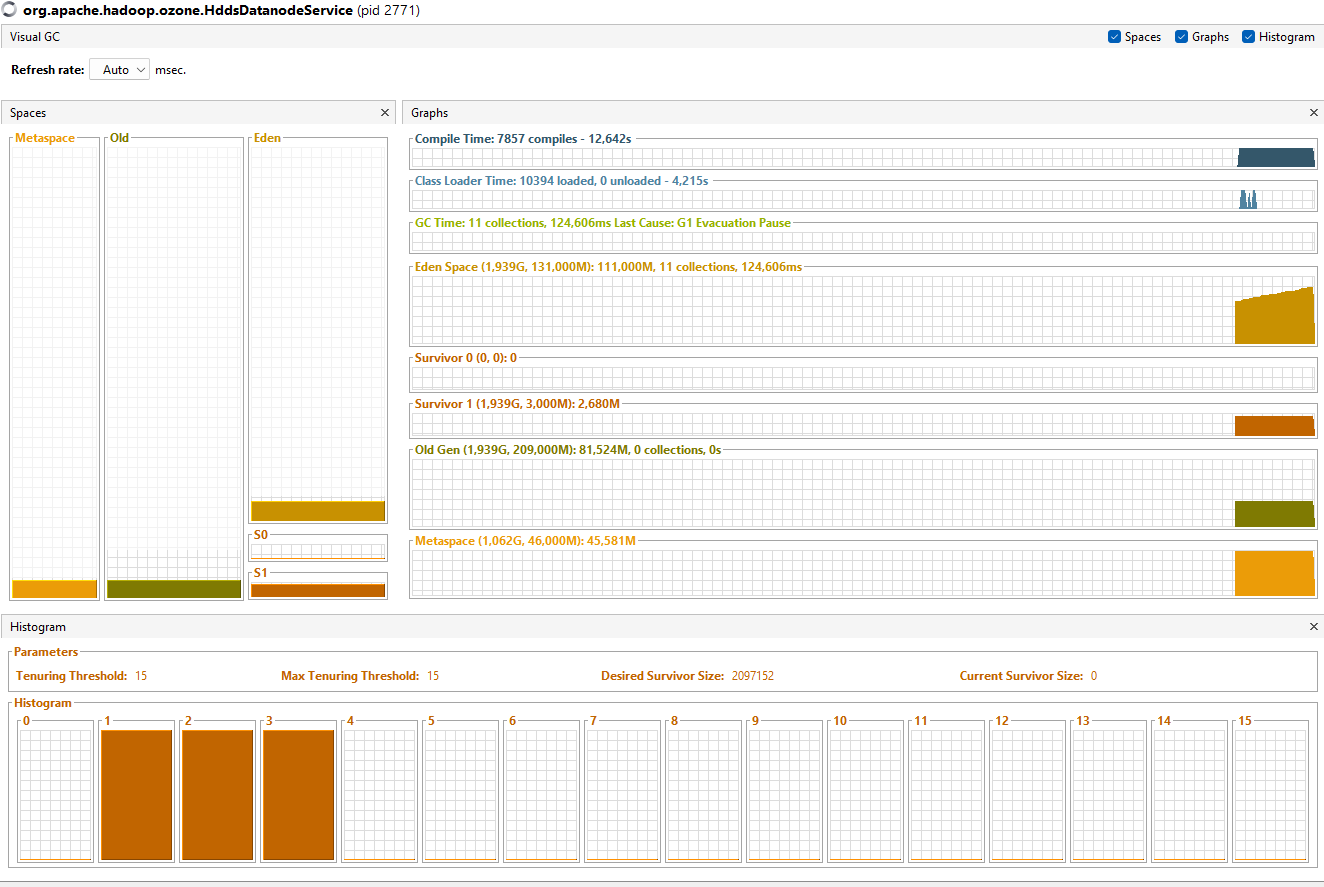 org.apache.hadoop.ozone.HddsDatanodeService (pid 2771)
Visual GC
Spaces Graphs Histogram
Refresh rate: Auto msec.
Spaces
Metaspace
Old
Eden
S0
S1
Graphs
Compile Time: 7857 compiles - 12,642s
Class Loader Time: 10394 loaded, 0 unloaded - 4,215s
GC Time: 11 collections, 124,606ms Last Cause: G1 Evacuation Pause
Eden Space (1,939G, 131,000M): 111,000M, 11 collections, 124,606ms
Survivor 0 (0, 0): 0
Survivor 1 (1,939G, 3,000M): 2,680M
Old Gen (1,939G, 209,000M): 81,524M, 0 collections, 0s
Metaspace (1,062G, 46,000M): 45,581M
Histogram
Parameters
Tenuring Threshold: 15 Max Tenuring Threshold: 15 Desired Survivor Size: 2097152 Current Survivor Size: 0
Histogram
0 1 2 3 4 5 6 7 8 9 10 11 12 13 14 15